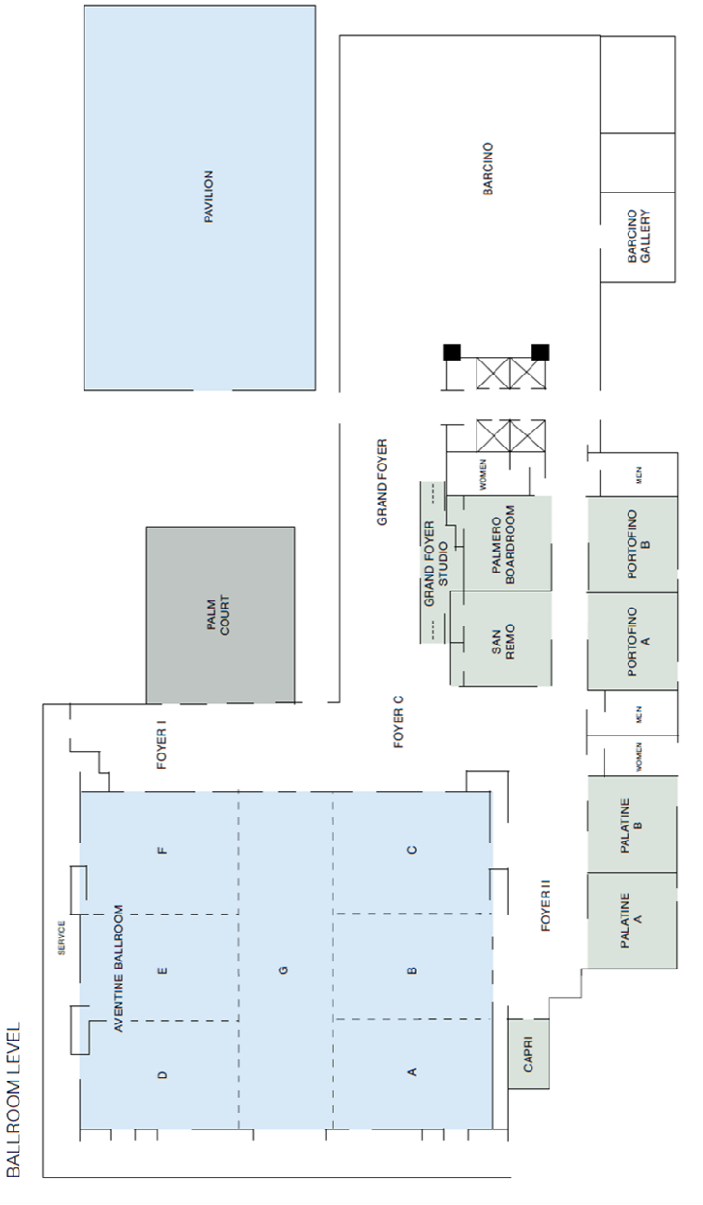 BALLROOM LEVEL
SERVCE
AVENTINE BALLROOM
D
E
F
G
A
B
C
FOYER I
FOYER C
FOYER II
CAPRI
PALM
COURT
PAVILION
GRAND FOYER
GRAND FOYER
STUDIO
SAN
REMO
PALMERO
BOARDROOM
WOMEN
BARCINO
BARCINO
GALLERY
PALATINE
A
PALATINE
B
WOMEN
MEN
PORTOFINO
A
PORTOFINO
B
MEN